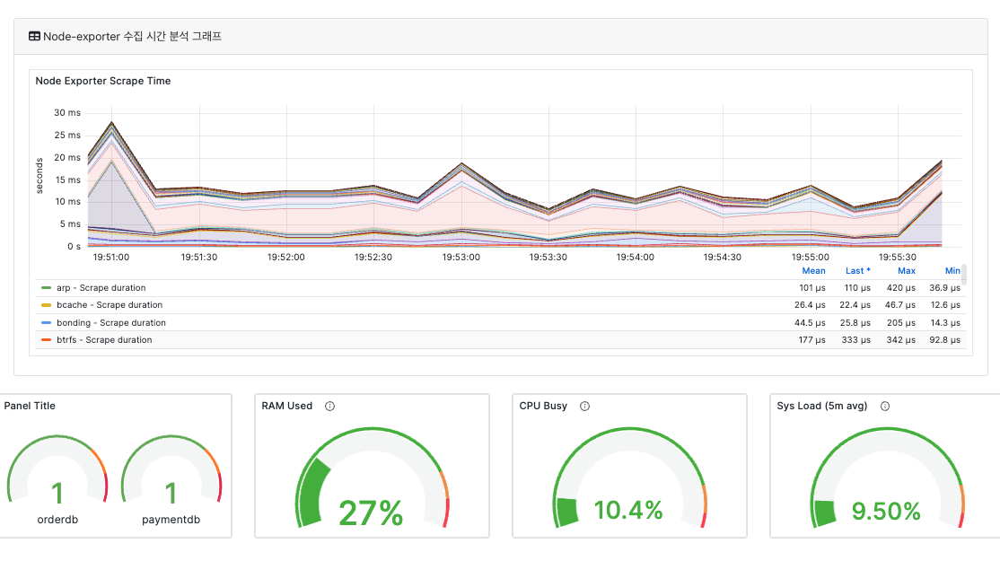 Node-exporter 수집 시간 분석 그래프
Node Exporter Scrape Time
30 ms
25 ms
20 ms
15 ms
10 ms
5 ms
0 s
seconds
19:51:00 19:51:30 19:52:00 19:52:30 19:53:00 19:53:30 19:54:00 19:54:30 19:55:00 19:55:30
Mean Last * Max Min
arp - Scrape duration 101 µs 110 µs 420 µs 36.9 µs
bcache - Scrape duration 26.4 µs 22.4 µs 46.7 µs 12.6 µs
bonding - Scrape duration 44.5 µs 25.8 µs 205 µs 14.3 µs
btrfs - Scrape duration 177 µs 333 µs 342 µs 92.8 µs
Panel Title
1
orderdb
1
paymentdb
RAM Used
27%
CPU Busy
10.4%
Sys Load (5m avg)
9.50%